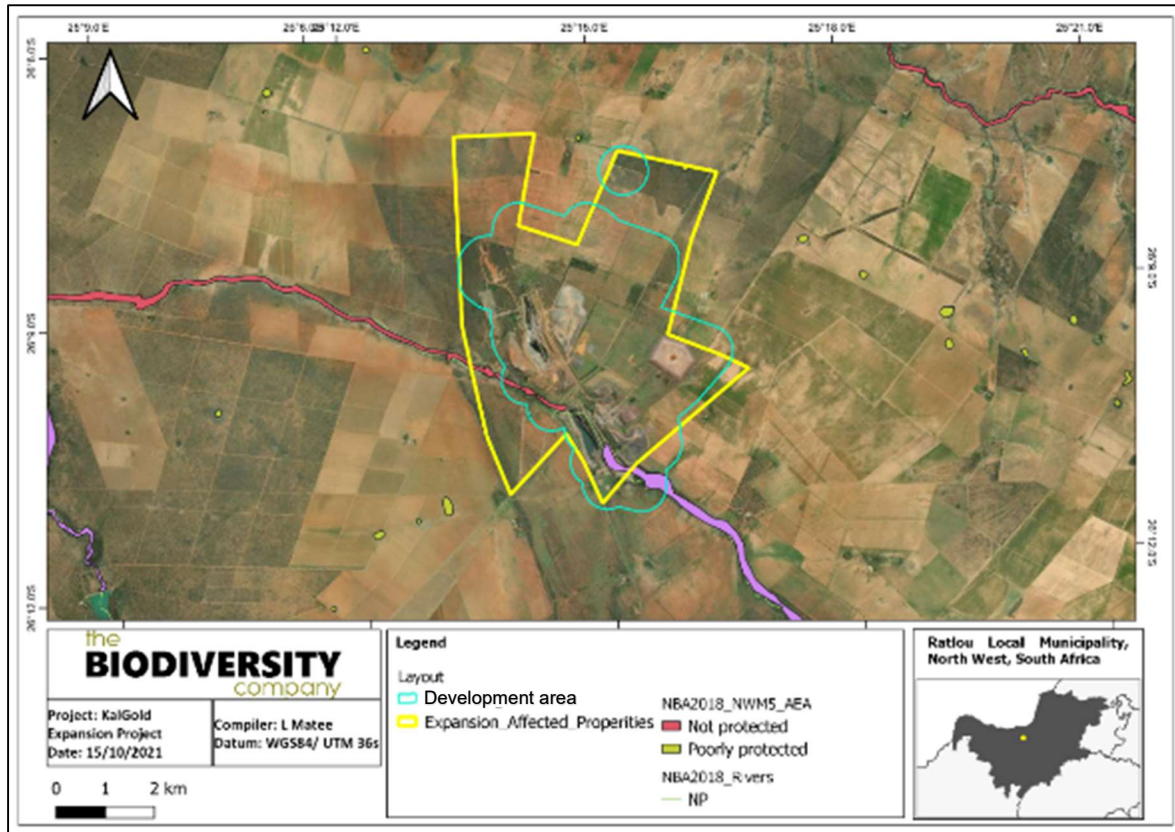 25°9.0'E 25°12.0'E 25°15.0'E 25°18.0'E 25°21.0'E
26°9.0'S
26°12.0'S
the
BIODIVERSITY
company
Project: KalGold
Expansion Project
Date: 15/10/2021
Compiler: L Matee
Datum: WGS84/ UTM 36s
0 1 2 km
Legend
Layout
Development area
Expansion_Affected_Properities
NBA2018_NWM5_AEA
Not protected
Poorly protected
NBA2018_Rivers
NP
Ratlou Local Municipality,
North West, South Africa